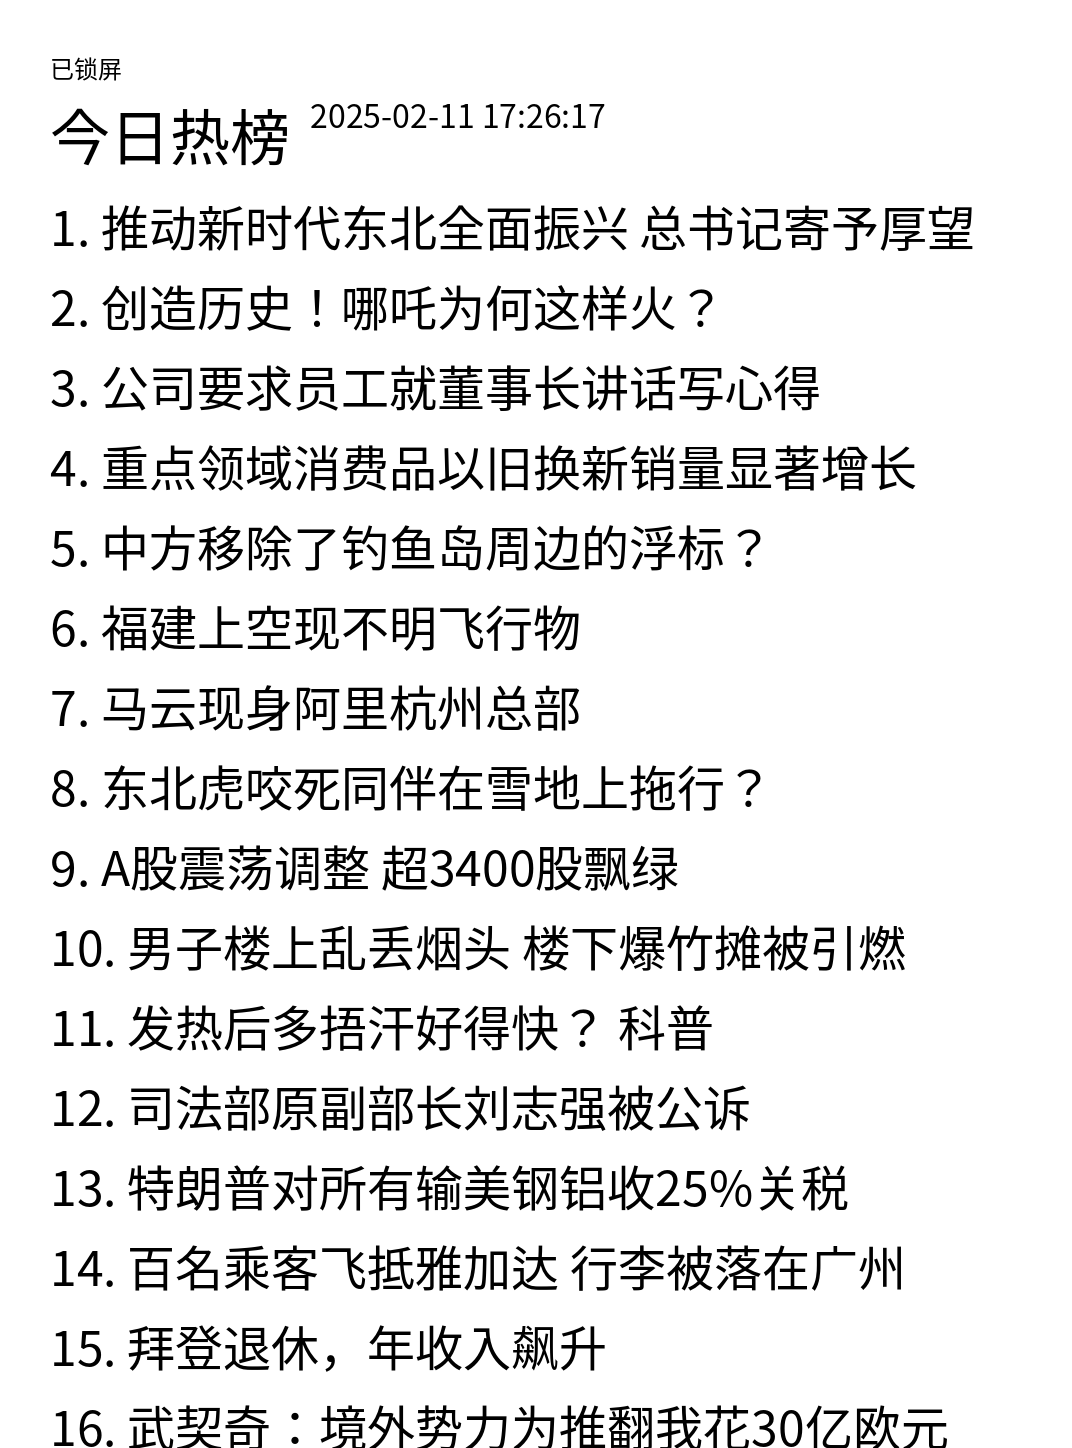 已锁屏
今日热榜 2025-02-11 17:26:17
1. 推动新时代东北全面振兴 总书记寄予厚望
2. 创造历史！哪吒为何这样火？
3. 公司要求员工就董事长讲话写心得
4. 重点领域消费品以旧换新销量显著增长
5. 中方移除了钓鱼岛周边的浮标？
6. 福建上空现不明飞行物
7. 马云现身阿里杭州总部
8. 东北虎咬死同伴在雪地上拖行？
9. A股震荡调整 超3400股飘绿
10. 男子楼上乱丢烟头 楼下爆竹摊被引燃
11. 发热后多捂汗好得快？ 科普
12. 司法部原副部长刘志强被公诉
13. 特朗普对所有输美钢铝收25%关税
14. 百名乘客飞抵雅加达 行李被落在广州
15. 拜登退休，年收入飙升
16. 武契奇：境外势力为推翻我花30亿欧元